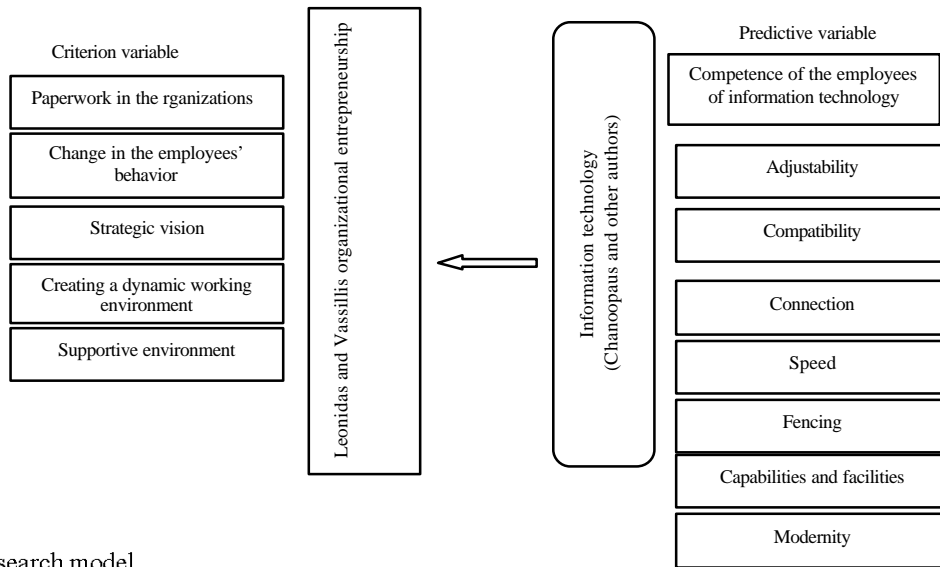 Criterion variable
Paperwork in the rganizations
Change in the employees'
behavior
Strategic vision
Creating a dynamic working
environment
Supportive environment
Leonidas and Vassillis organizational entrepreneurship
Information technology
(Chanoopaus and other authors)
Predictive variable
Competence of the employees
of information technology
Adjustability
Compatibility
Connection
Speed
Fencing
Capabilities and facilities
Modernity
search model